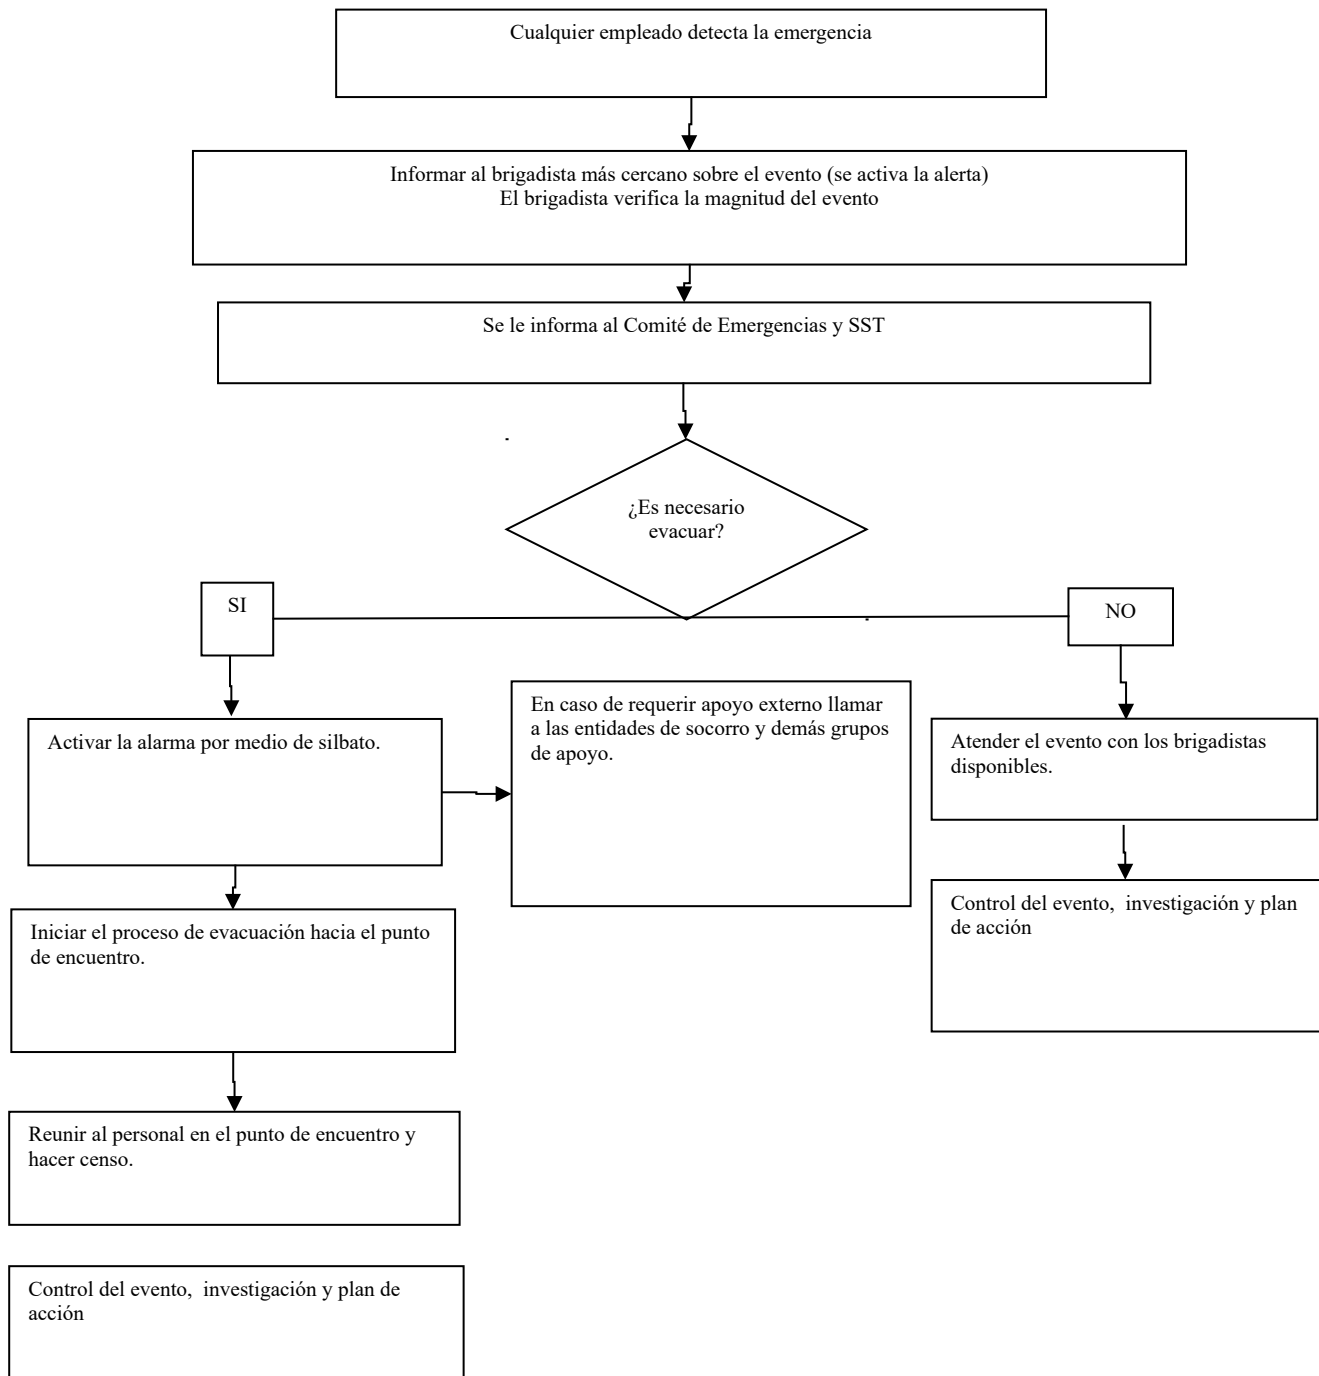 Cualquier empleado detecta la emergencia
Informar al brigadista más cercano sobre el evento (se activa la alerta)
El brigadista verifica la magnitud del evento
Se le informa al Comité de Emergencias y SST
¿Es necesario
evacuar?
SI
NO
Activar la alarma por medio de silbato.
En caso de requerir apoyo externo llamar
a las entidades de socorro y demás grupos
de apoyo.
Atender el evento con los brigadistas
disponibles.
Iniciar el proceso de evacuación hacia el punto
de encuentro.
Control del evento,  investigación y plan
de acción
Reunir al personal en el punto de encuentro y
hacer censo.
Control del evento,  investigación y plan de
acción